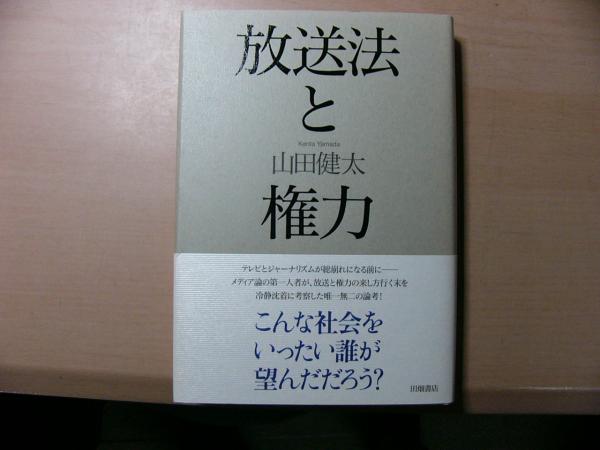 放送法
と
Kenta Yamada
山田健太
権力
テレビとジャーナリズムが総崩れになる前に――
メディア論の第一人者が、放送と権力の来し方行く末を
冷静沈着に考察した唯一無二の論考!
こんな社会を
いったい誰が
望んだだろう?
田畑書店